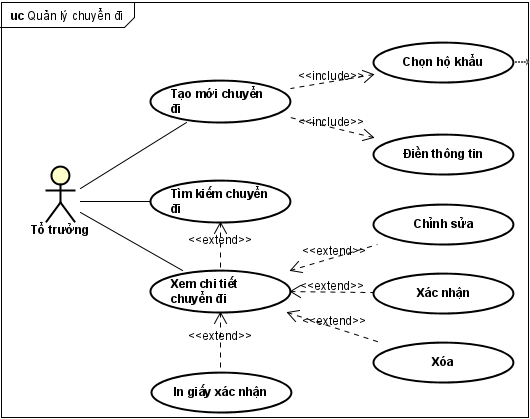 uc Quản lý chuyển đi
Chọn hộ khẩu
<<include>>
Tạo mới chuyển
đi
<<include>>
Điền thông tin
Tìm kiếm chuyển
đi
Tổ trưởng
Chỉnh sửa
<<extend>>
<<extend>>
Xem chi tiết
chuyển đi
<<extend>>
Xác nhận
<<extend>>
<<extend>>
Xóa
In giấy xác nhận